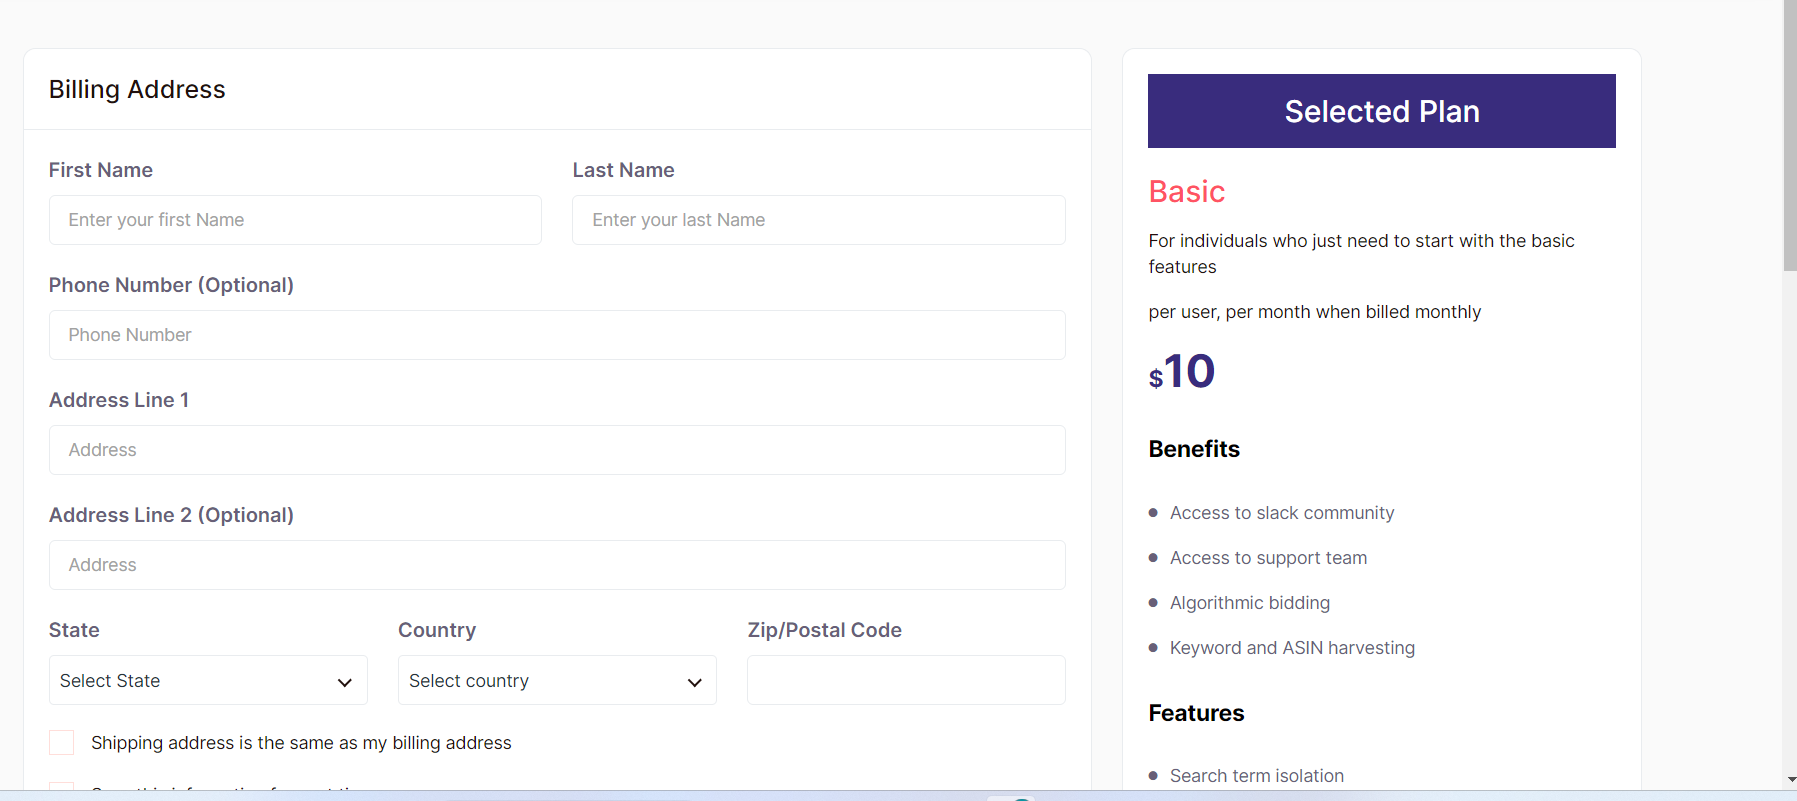 Billing Address
First Name
Last Name
Enter your first Name
Enter your last Name
Phone Number (Optional)
Phone Number
Address Line 1
Address
Address Line 2 (Optional)
Address
State
Country
Zip/Postal Code
Select State
Select country
Shipping address is the same as my billing address
Selected Plan
Basic
For individuals who just need to start with the basic
features
per user, per month when billed monthly
$10
Benefits
Access to slack community
Access to support team
Algorithmic bidding
Keyword and ASIN harvesting
Features
Search term isolation